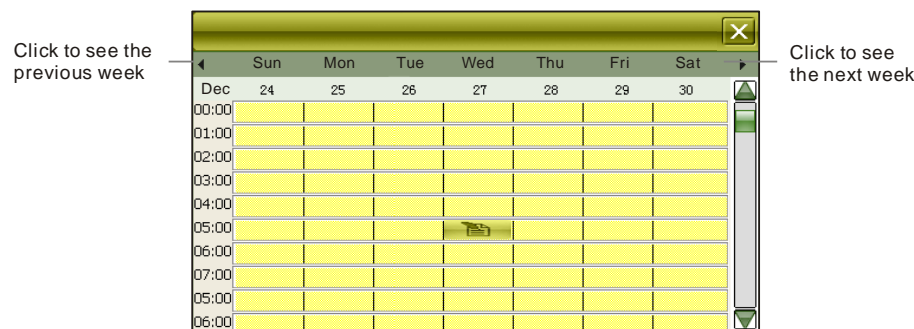 Click to see the
previous week
Click to see
the next week
Sun Mon Tue Wed Thu Fri Sat
Dec 24 25 26 27 28 29 30
00:00
01:00
02:00
03:00
04:00
05:00
06:00
07:00
05:00
06:00